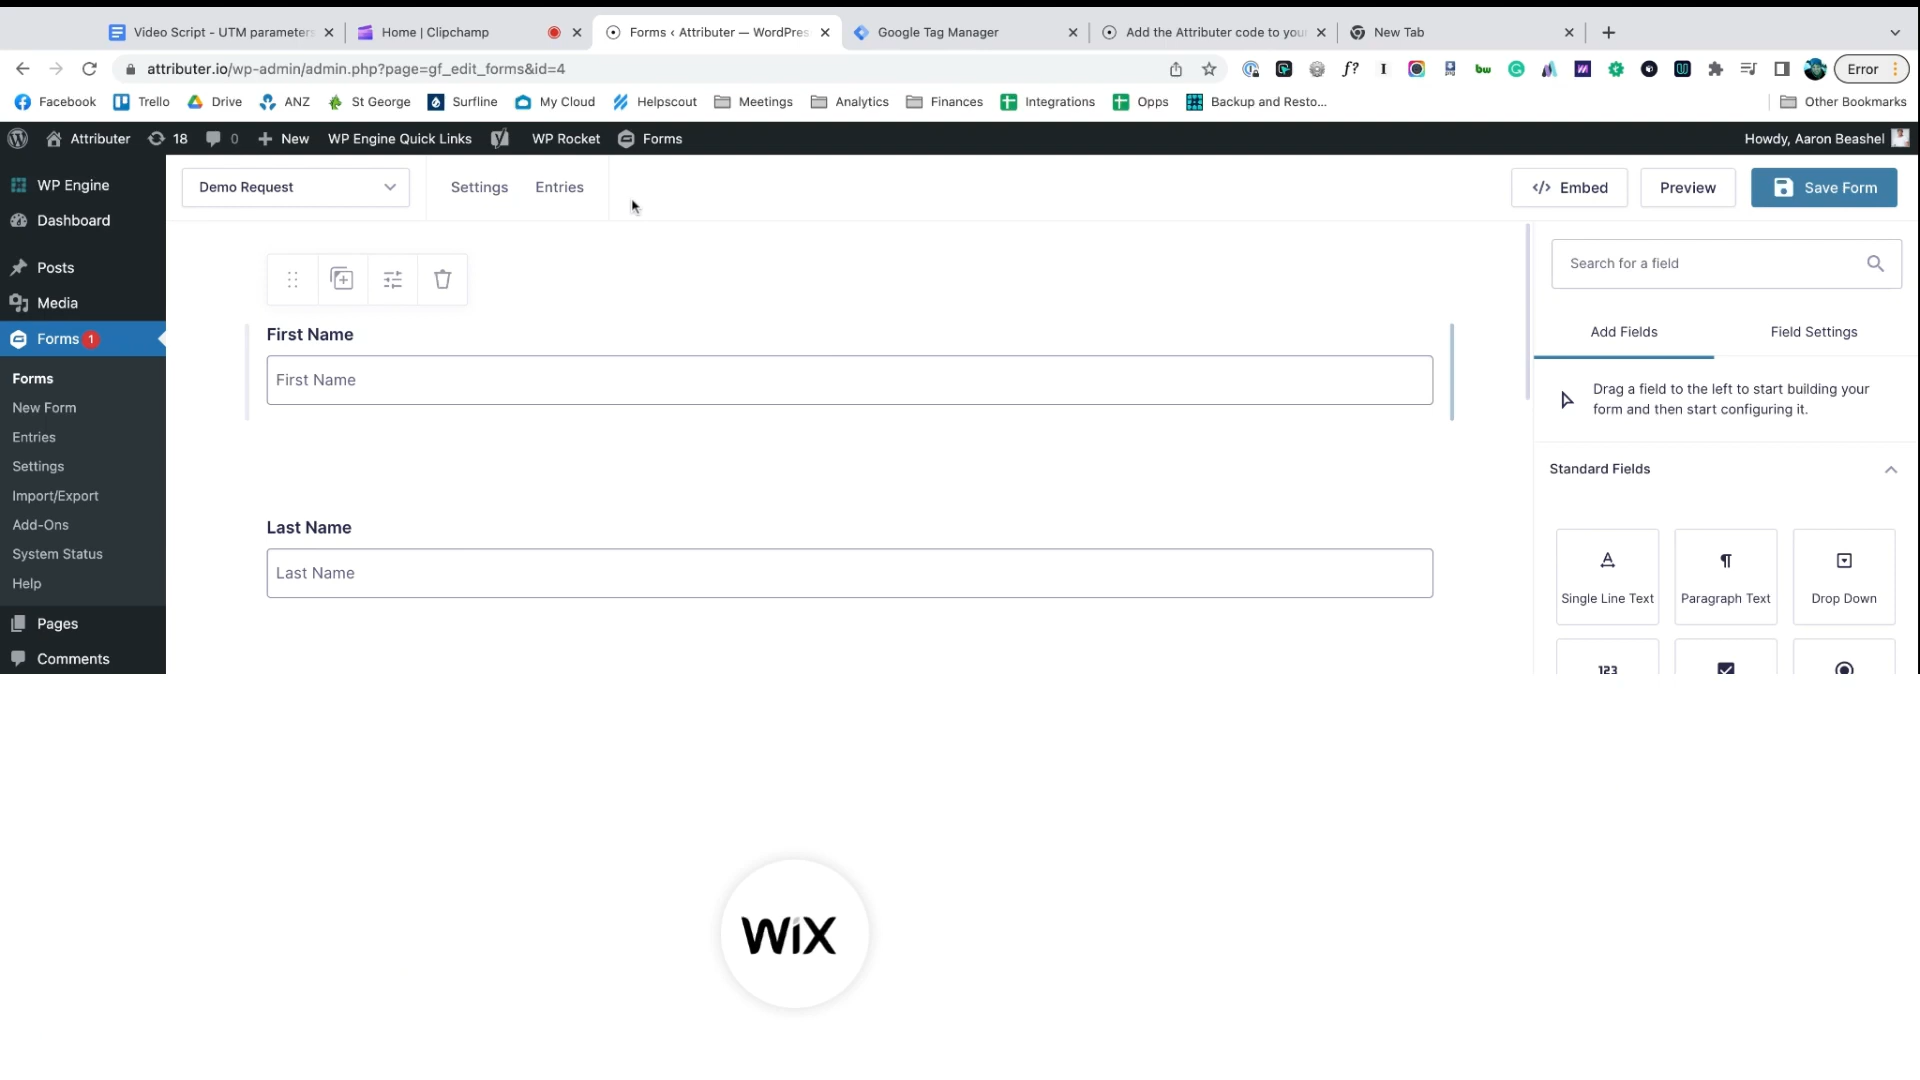 Video Script - UTM parameters
Home | Clipchamp
Forms ‹ Attributer — WordPres
Google Tag Manager
Add the Attributer code to you
New Tab
attributer.io/wp-admin/admin.php?page=gf_edit_forms&id=4
f?
I
bw
Error
Facebook
Trello
Drive
ANZ
St George
Surfline
My Cloud
Helpscout
Meetings
Analytics
Finances
Integrations
Opps
Backup and Resto...
Other Bookmarks
Attributer
18
0
New
WP Engine Quick Links
WP Rocket
Forms
Howdy, Aaron Beashel
WP Engine
Dashboard
Posts
Media
Forms 1
Forms
New Form
Entries
Settings
Import/Export
Add-Ons
System Status
Help
Pages
Comments
Demo Request
Settings
Entries
Embed
Preview
Save Form
First Name
First Name
Last Name
Last Name
Search for a field
Add Fields
Field Settings
Drag a field to the left to start building your
form and then start configuring it.
Standard Fields
Single Line Text
Paragraph Text
Drop Down
123
WiX